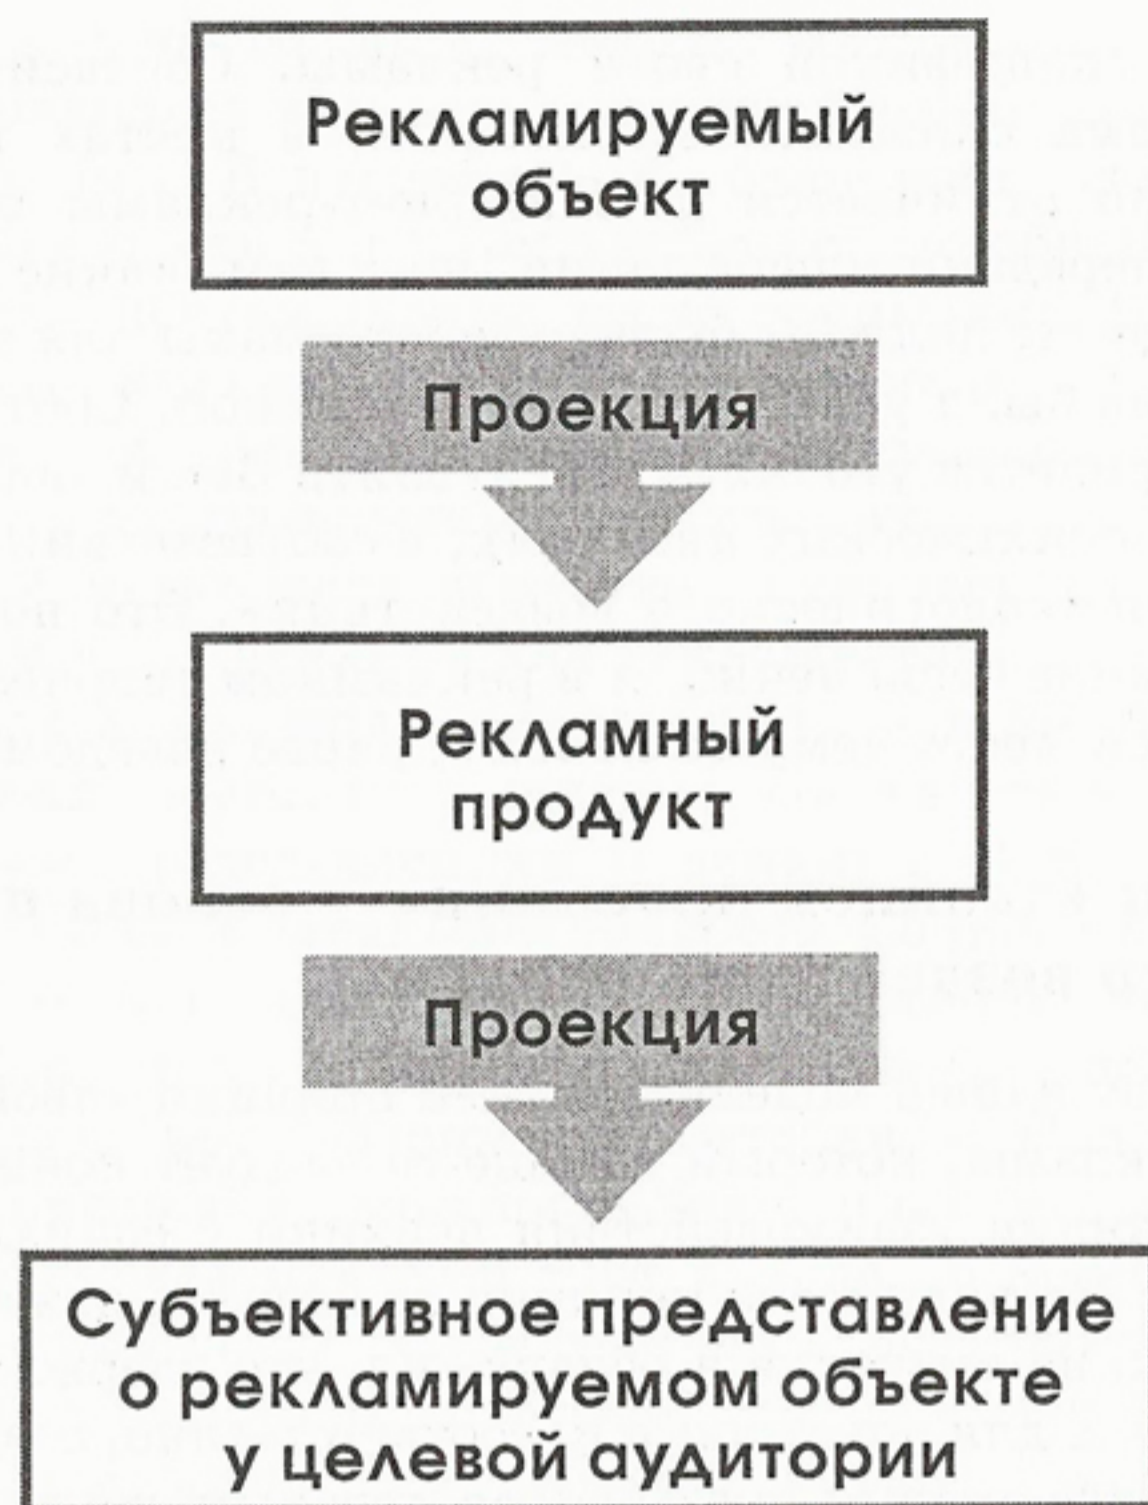 Рекламируемый
объект
Проекция
Рекламный
продукт
Проекция
Субъективное представление
о рекламируемом объекте
у целевой аудитории